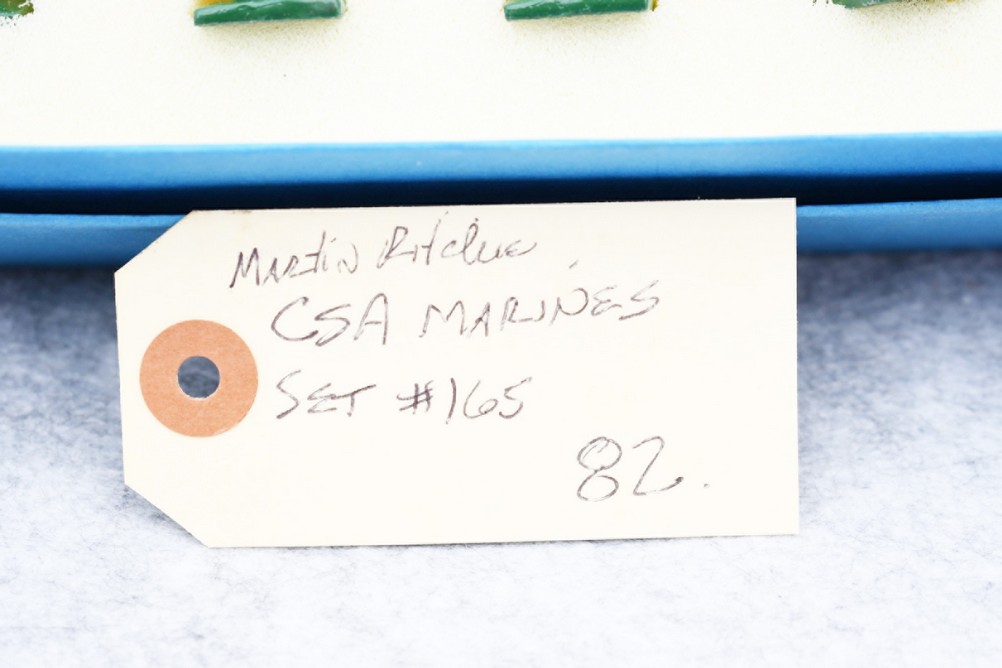 Martin Ritchie
CSA MARINES
SET #165
82.